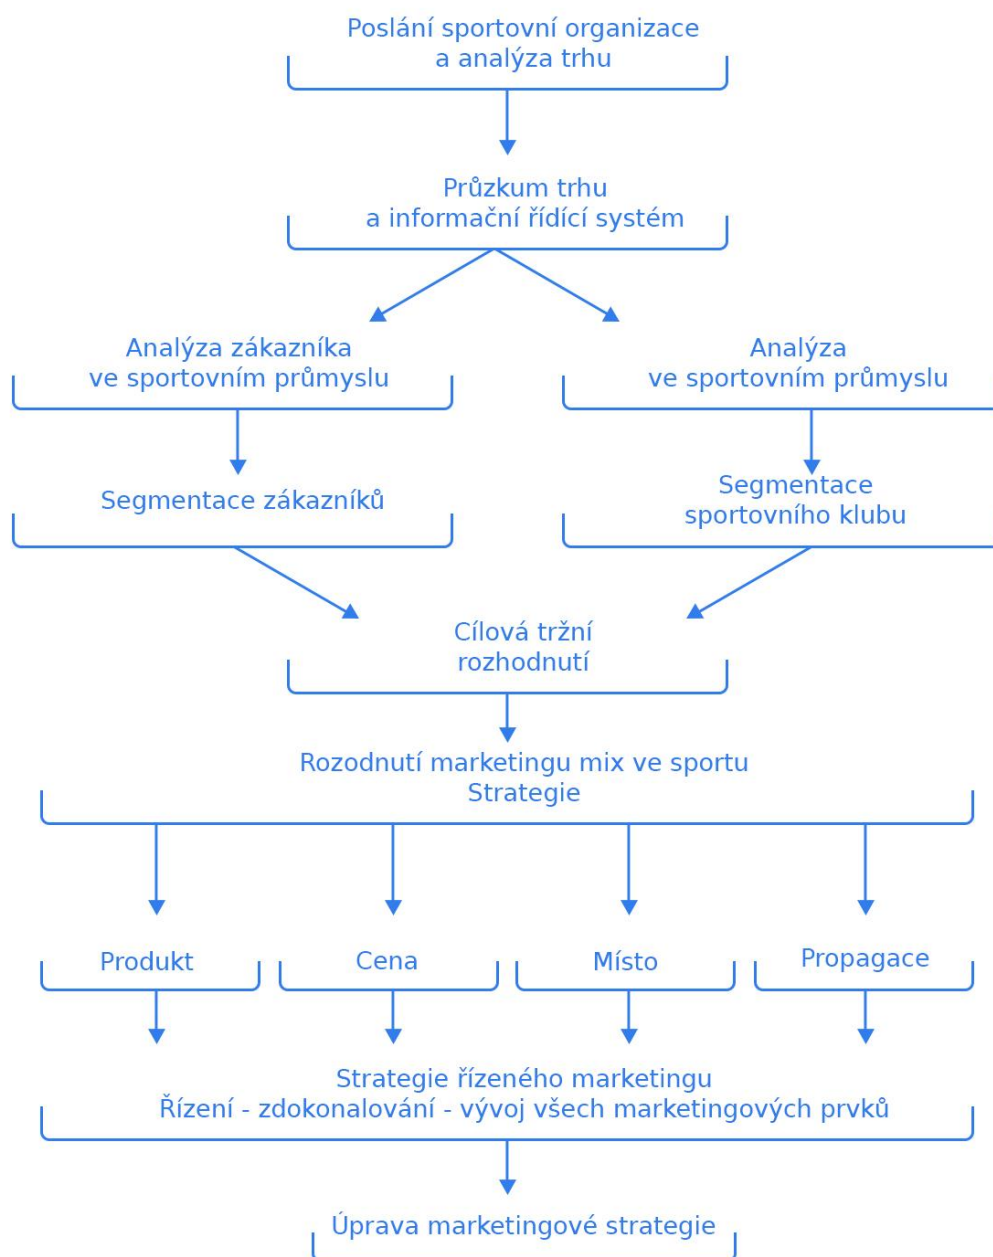 Poslání sportovní organizace
a analýza trhu
Průzkum trhu
a informační řídící systém
Analýza zákazníka
ve sportovním průmyslu
Analýza
ve sportovním průmyslu
Segmentace zákazníků
Segmentace
sportovního klubu
Cílová tržní
rozhodnutí
Rozodnutí marketingu mix ve sportu
Strategie
Produkt
Cena
Místo
Propagace
Strategie řízeného marketingu
Řízení - zdokonalování - vývoj všech marketingových prvků
Úprava marketingové strategie